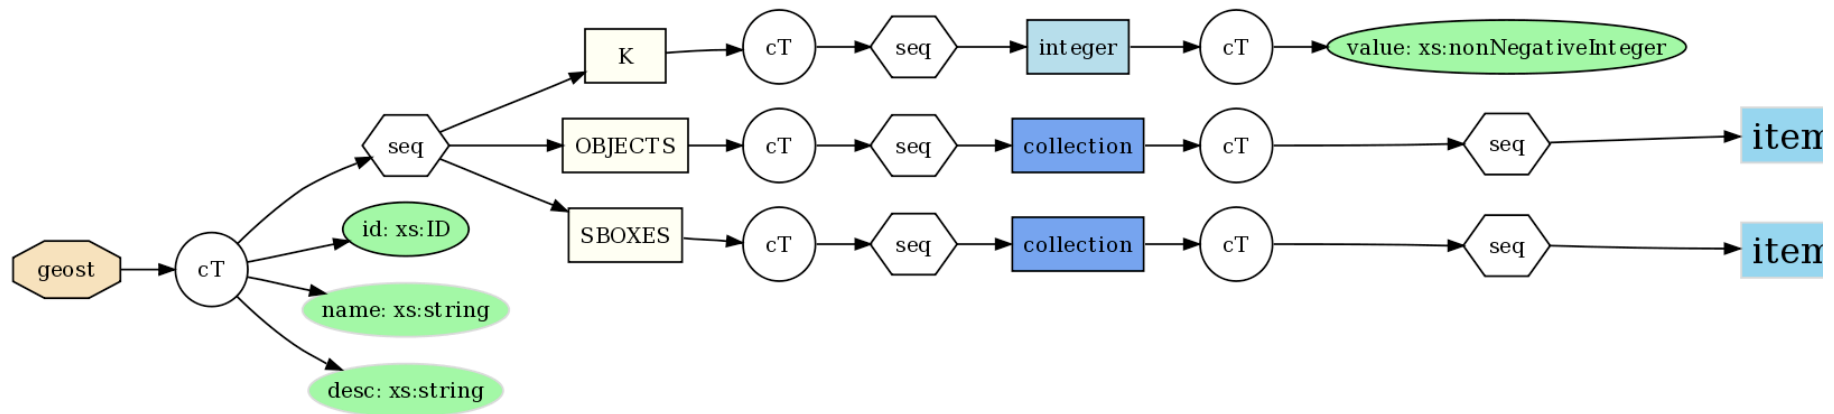 K
cT
seq
integer
cT
value: xs:nonNegativeInteger
seq
OBJECTS
cT
seq
collection
cT
seq
item
SBOXES
cT
seq
collection
cT
seq
item
geost
cT
id: xs:ID
name: xs:string
desc: xs:string